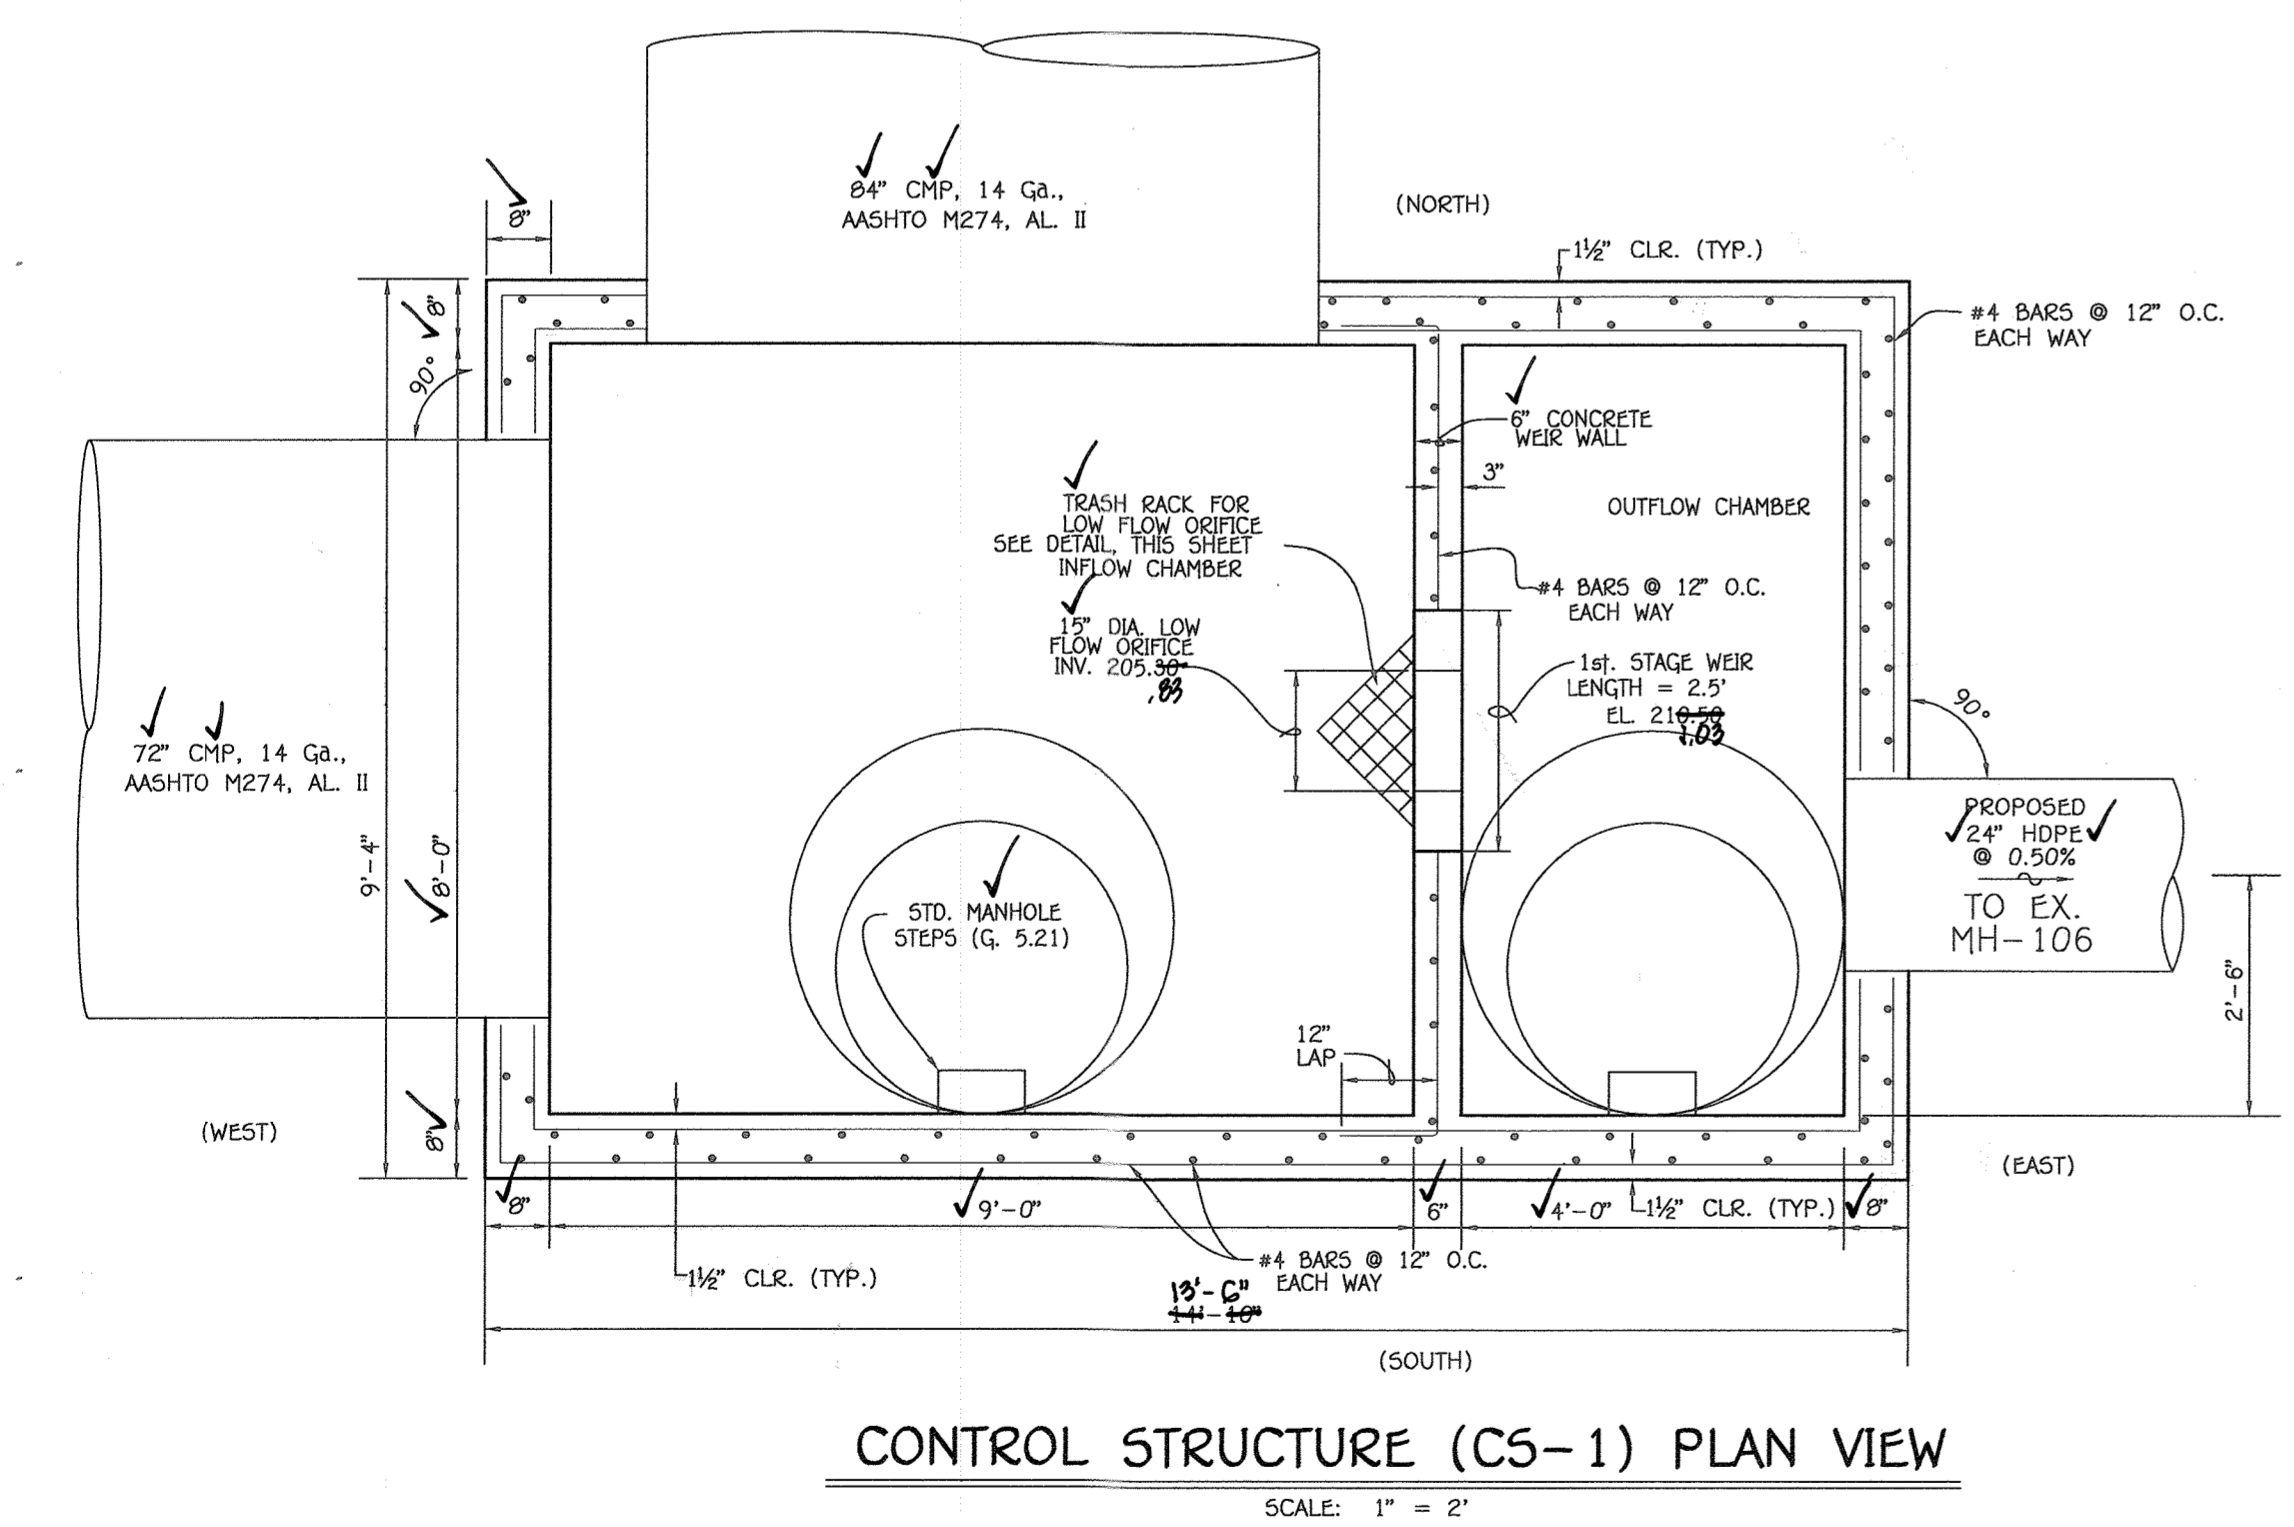 84" CMP, 14 Ga.,
AASHTO M274, AL. II
8"
(NORTH)
1½" CLR. (TYP.)
#4 BARS @ 12" O.C.
EACH WAY
8"
90°
6" CONCRETE
WEIR WALL
3"
TRASH RACK FOR
LOW FLOW ORIFICE
SEE DETAIL, THIS SHEET
INFLOW CHAMBER
OUTFLOW CHAMBER
#4 BARS @ 12" O.C.
EACH WAY
15" DIA. LOW
FLOW ORIFICE
INV. 205.30
.83
1st. STAGE WEIR
LENGTH = 2.5'
EL. 210.50
1.03
90°
72" CMP, 14 Ga.,
AASHTO M274, AL. II
9'-4"
8'-0"
PROPOSED
24" HDPE
@ 0.50%
TO EX.
MH-106
STD. MANHOLE
STEPS (G. 5.21)
2'-6"
12"
LAP
(WEST)
8"
(EAST)
8"
9'-0"
6"
4'-0"
1½" CLR. (TYP.)
8"
1½" CLR. (TYP.)
#4 BARS @ 12" O.C.
EACH WAY
13'-6"
14'-10"
(SOUTH)
CONTROL STRUCTURE (CS-1) PLAN VIEW
SCALE: 1" = 2'